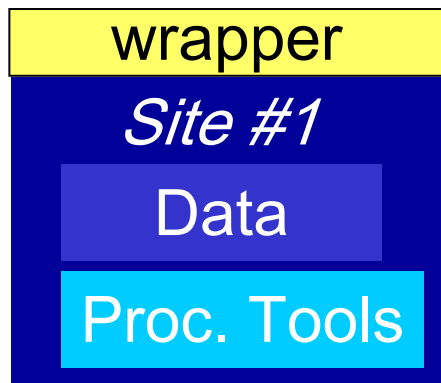 wrapper
Site #1
Data
Proc. Tools